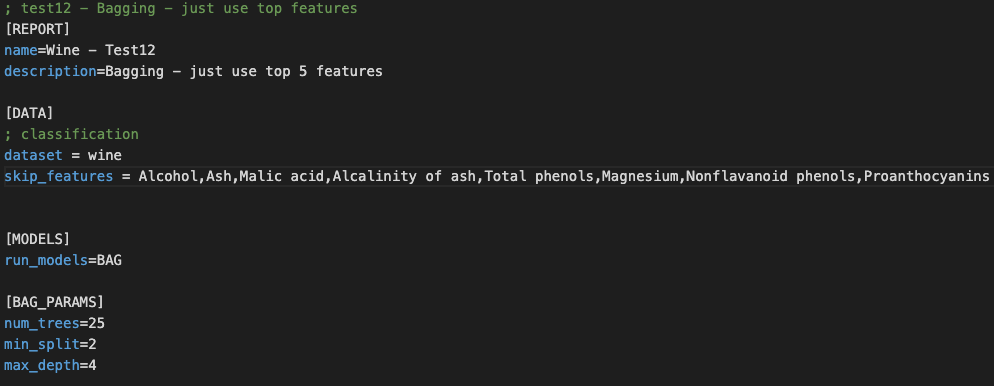 ; test12 - Bagging - just use top features
[REPORT]
name=Wine - Test12
description=Bagging - just use top 5 features
[DATA]
; classification
dataset = wine
skip_features = Alcohol,Ash,Malic acid,Alcalinity of ash,Total phenols,Magnesium,Nonflavanoid phenols,Proanthocyanins
[MODELS]
run_models=BAG
[BAG_PARAMS]
num_trees=25
min_split=2
max_depth=4